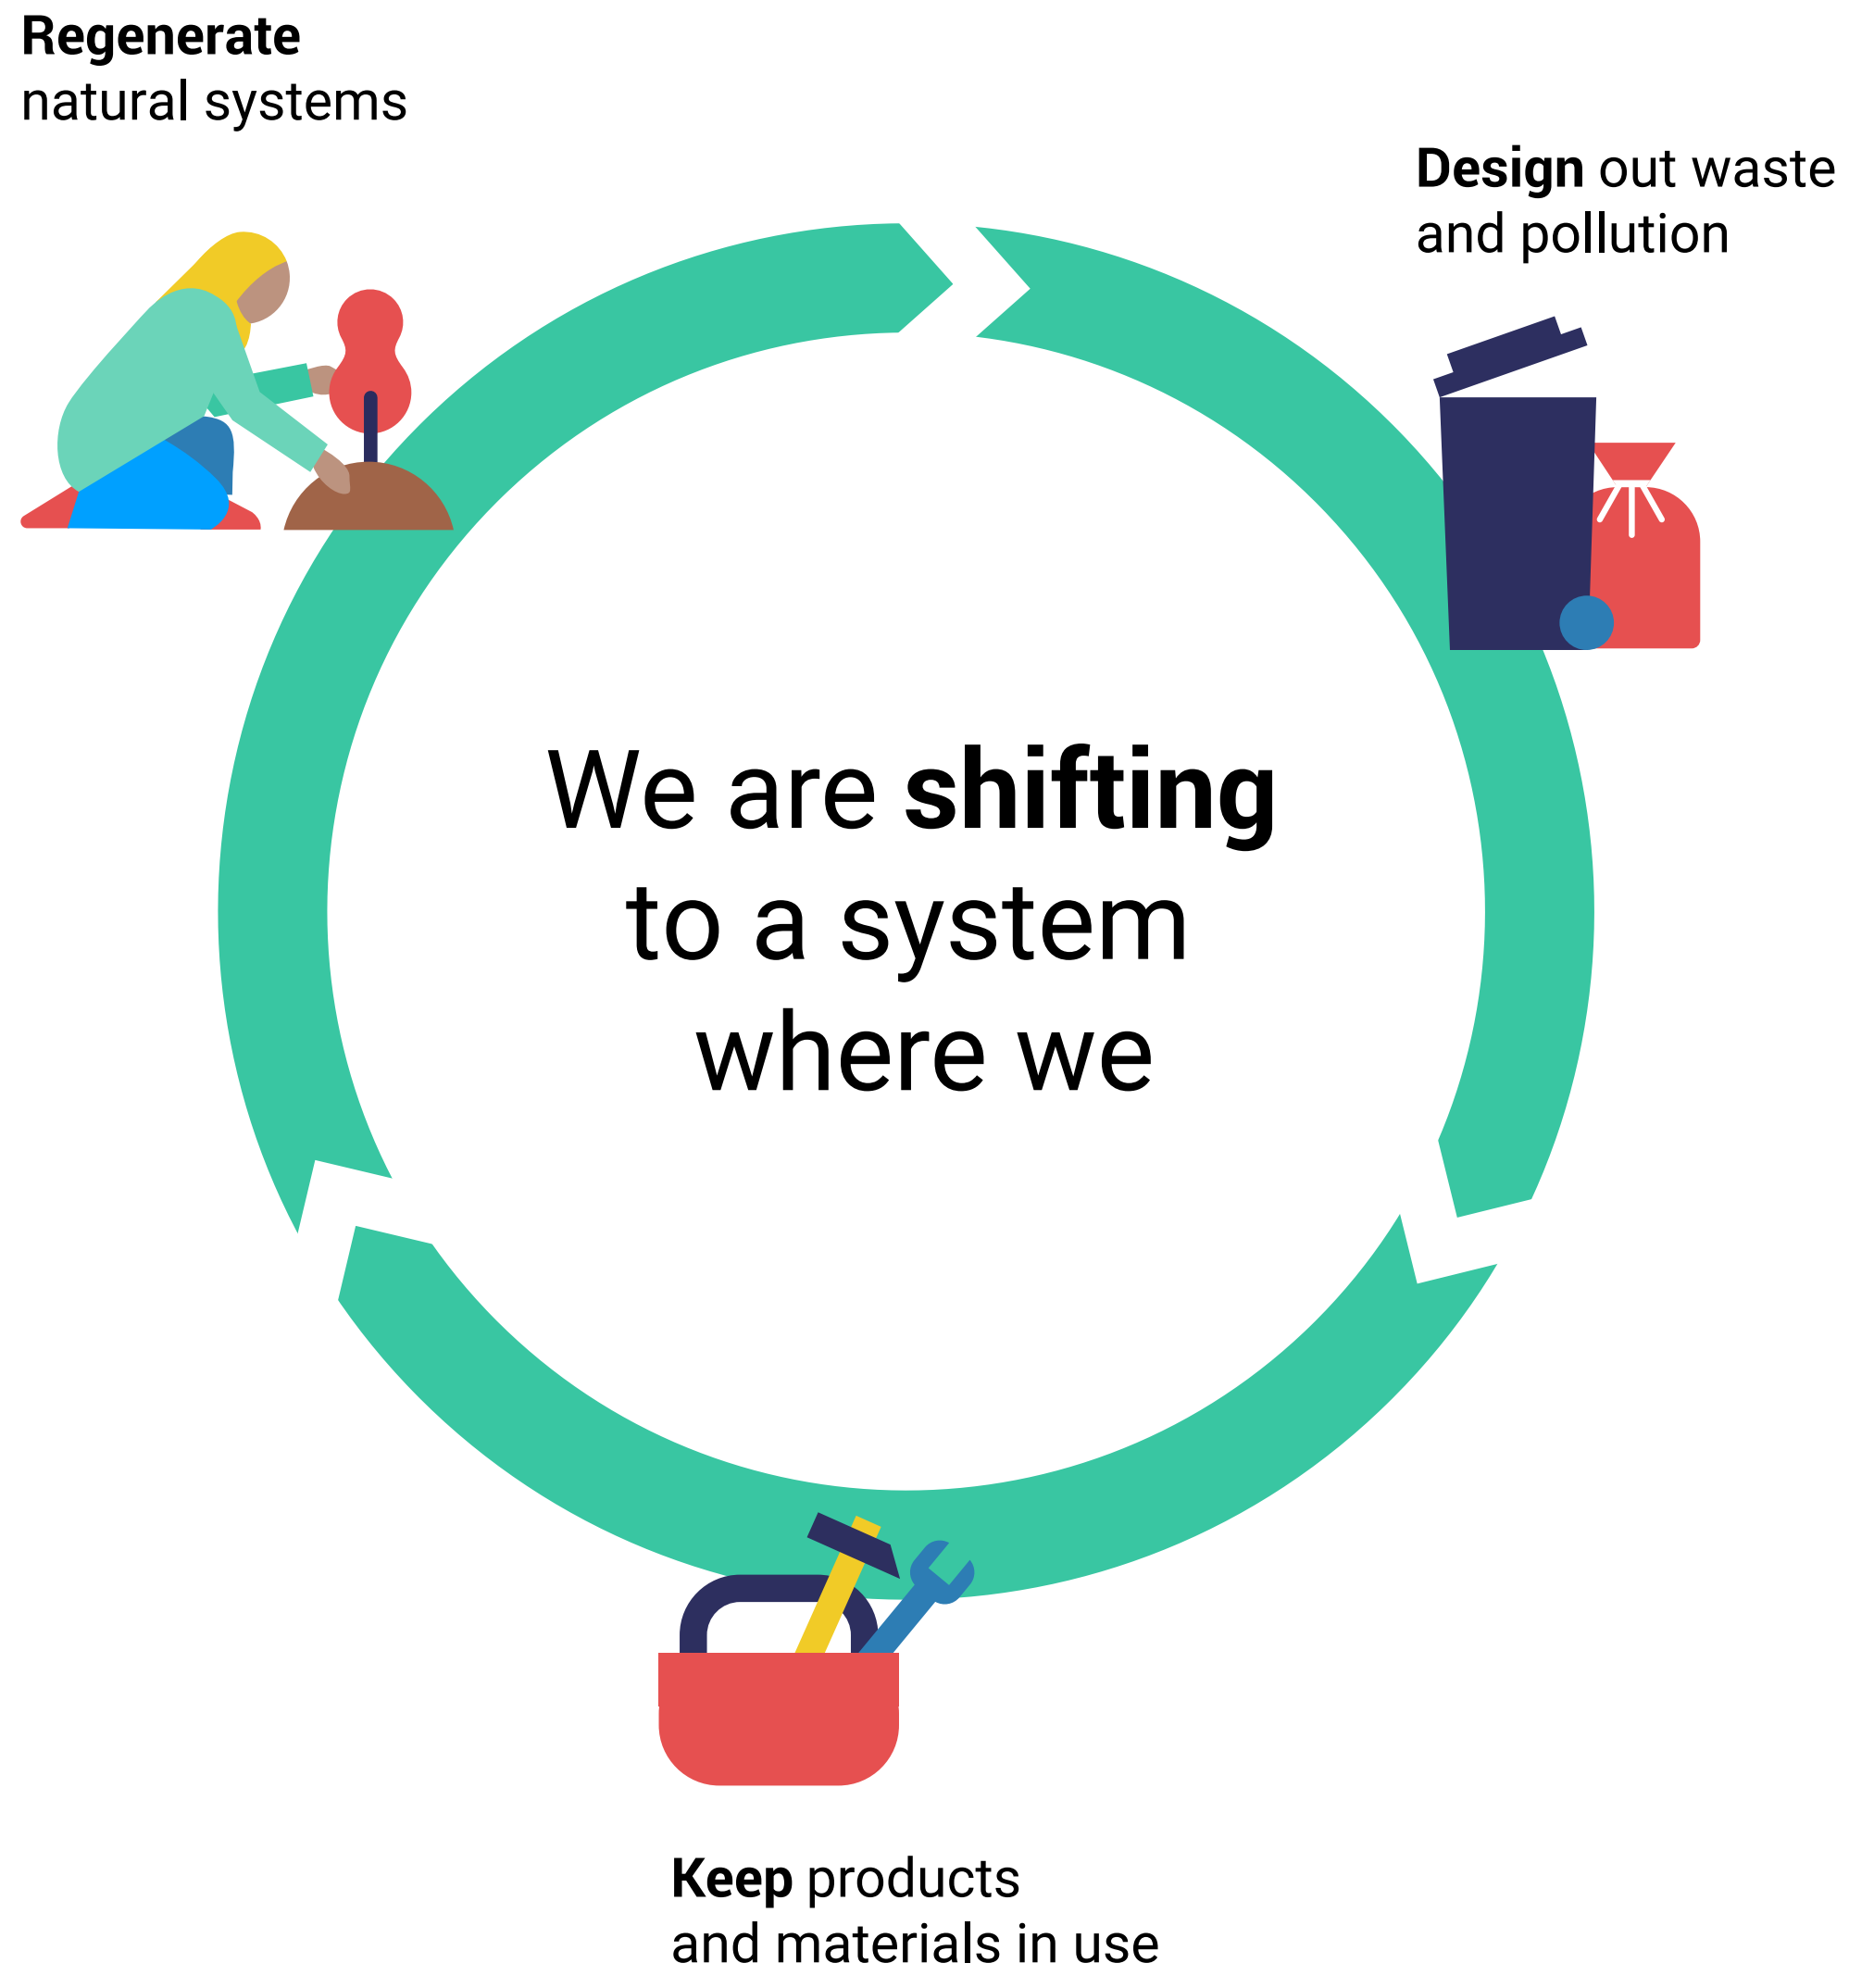 Regenerate
natural systems
Design out waste
and pollution
We are shifting
to a system
where we
Keep products
and materials in use